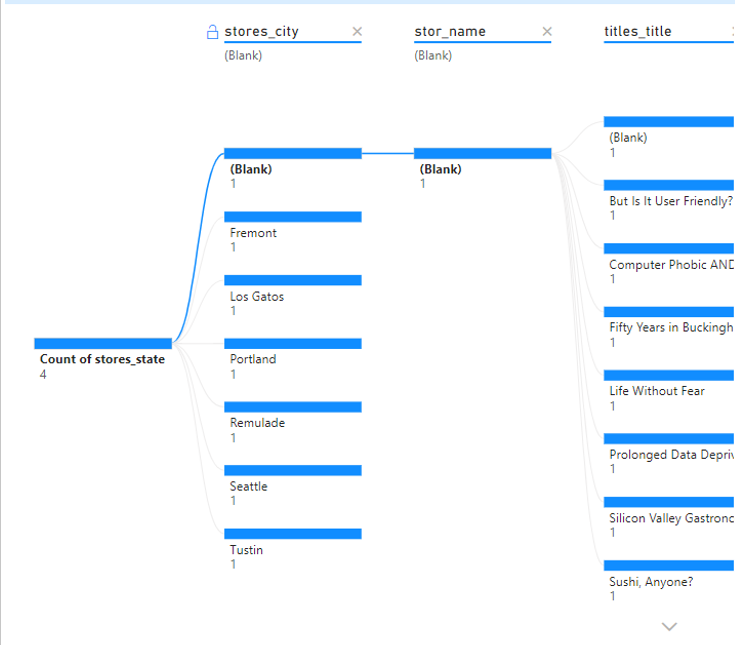 stores_city
(Blank)
stor_name
(Blank)
titles_title
Count of stores_state
4
(Blank)
1
Fremont
1
Los Gatos
1
Portland
1
Remulade
1
Seattle
1
Tustin
1
(Blank)
1
(Blank)
1
But Is It User Friendly?
1
Computer Phobic AND
1
Fifty Years in Buckingh
1
Life Without Fear
1
Prolonged Data Depriv
1
Silicon Valley Gastronc
1
Sushi, Anyone?
1